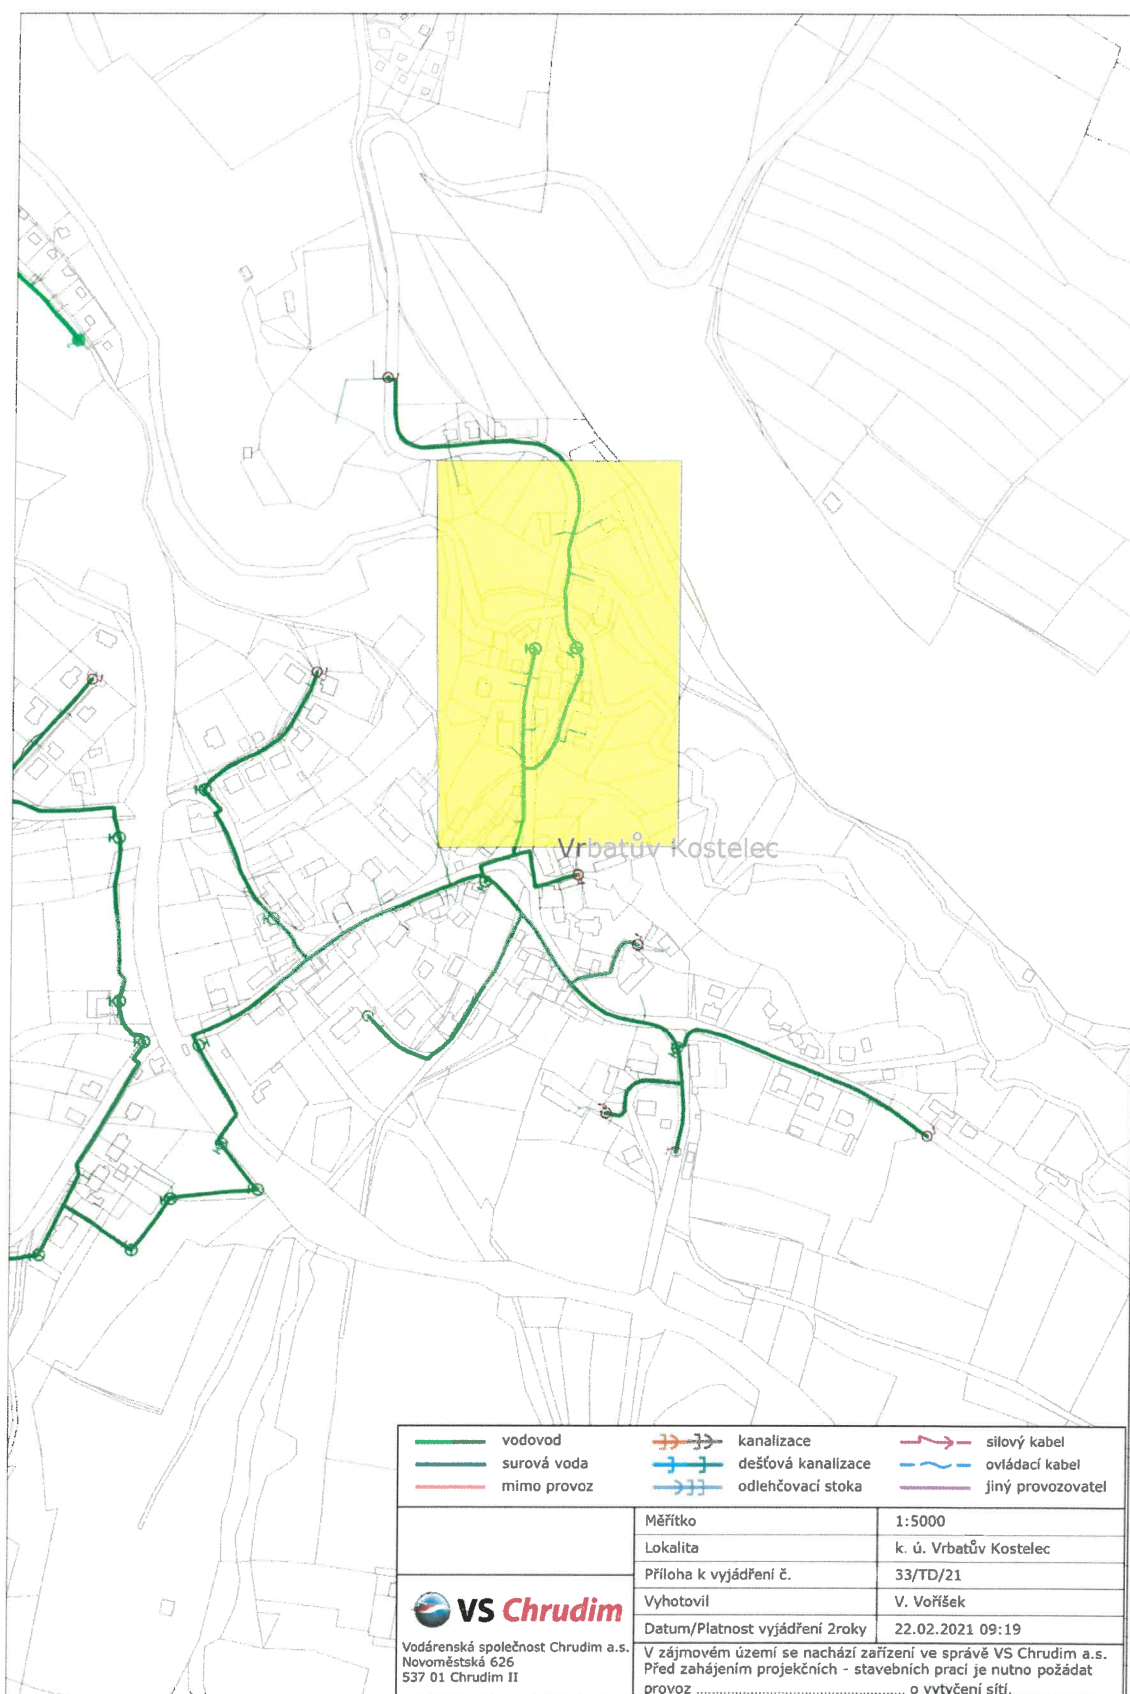 Vrbatův Kostelec
vodovod
surová voda
mimo provoz
kanalizace
dešťová kanalizace
odlehčovací stoka
silový kabel
ovládací kabel
jiný provozovatel
Měřítko 1:5000
Lokalita k. ú. Vrbatův Kostelec
Příloha k vyjádření č. 33/TD/21
Vyhotovil V. Voříšek
Datum/Platnost vyjádření 2roky 22.02.2021 09:19
VS Chrudim
Vodárenská společnost Chrudim a.s.
Novoměstská 626
537 01 Chrudim II
V zájmovém území se nachází zařízení ve správě VS Chrudim a.s.
Před zahájením projekčních - stavebních prací je nutno požádat
provoz ........................................................ o vytyčení sítí.